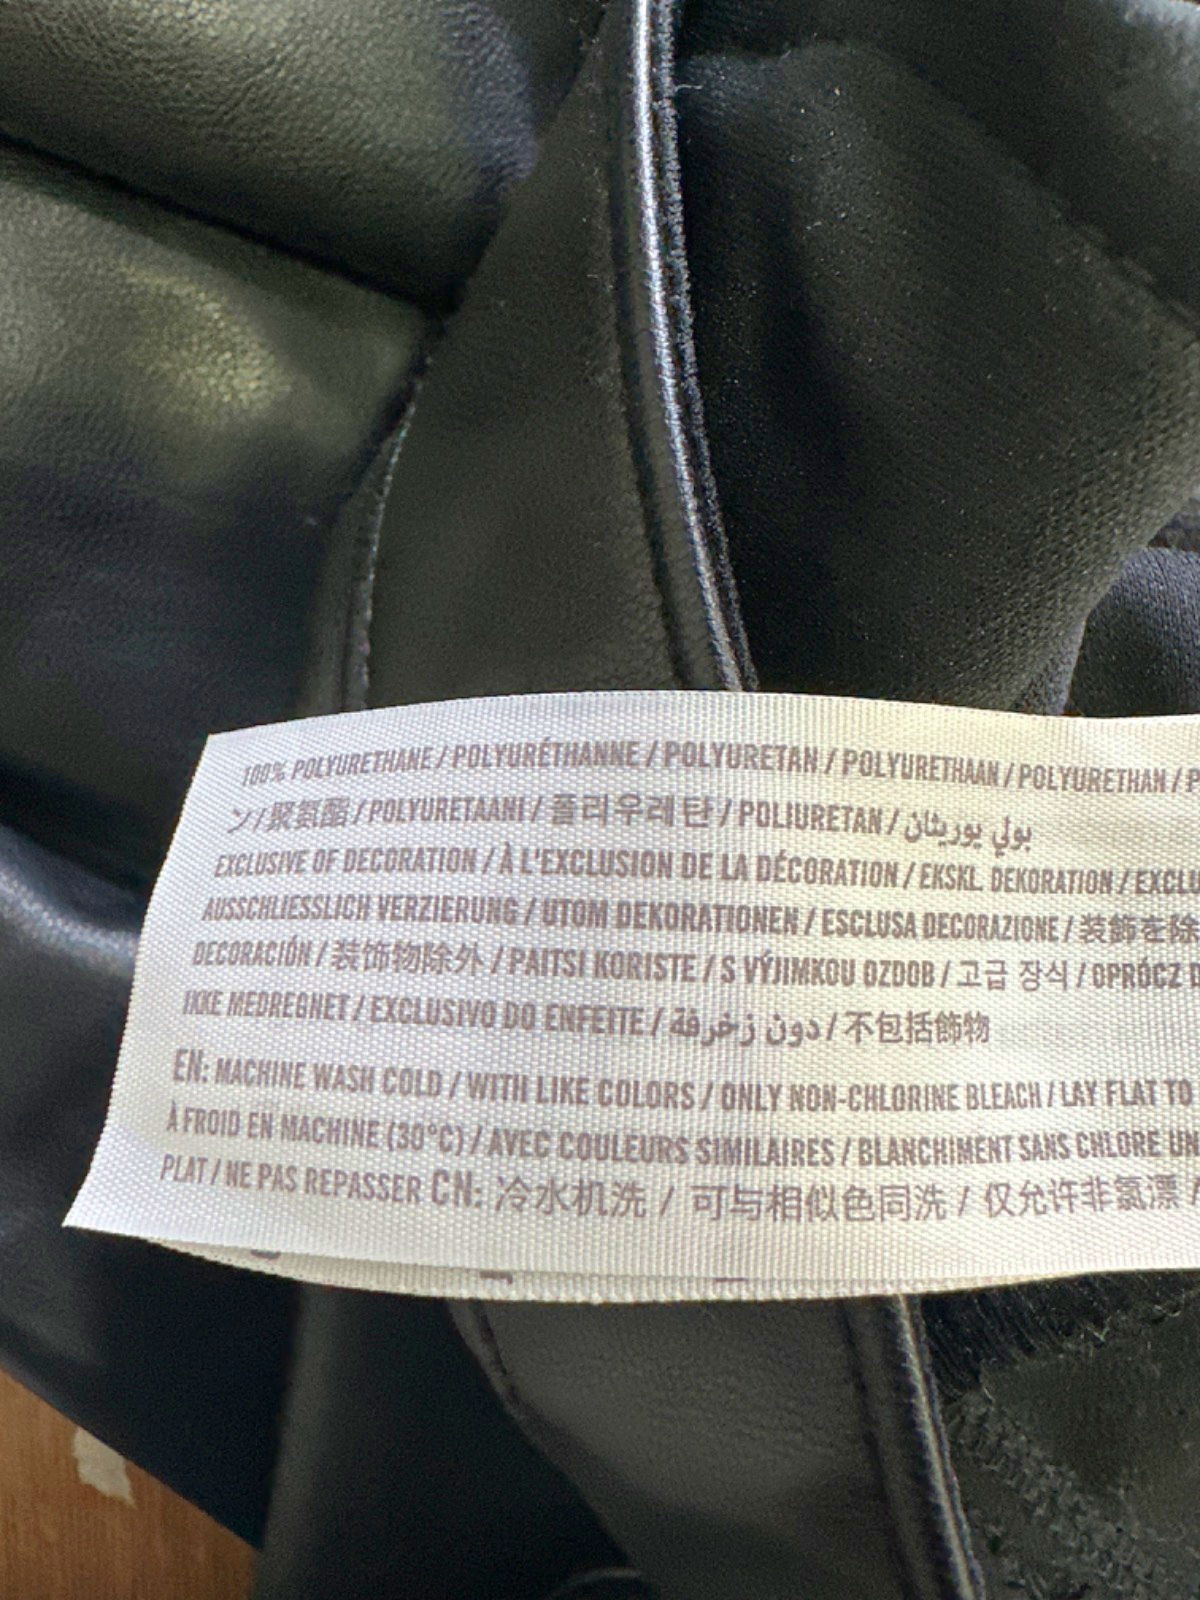 100% POLYURETHANE / POLYURÉTHANNE / POLYURETAN / POLYURETHAAN / POLYURETHAN /
ン / 聚氨酯 / POLYURETAANI / 폴리우레탄 / POLIURETAN / بولي يوريثان
EXCLUSIVE OF DECORATION / À L'EXCLUSION DE LA DÉCORATION / EKSKL. DEKORATION / EXCLU
AUSSCHLIESSLICH VERZIERUNG / UTOM DEKORATIONEN / ESCLUSA DECORAZIONE / 装飾を除
DECORACIÓN / 装饰物除外 / PAITSI KORISTE / S VÝJIMKOU OZDOB / 고급 장식 / OPRÓCZ D
IKKE MEDREGNET / EXCLUSIVO DO ENFEITE / دون زخرفة / 不包括飾物
EN: MACHINE WASH COLD / WITH LIKE COLORS / ONLY NON-CHLORINE BLEACH / LAY FLAT TO
À FROID EN MACHINE (30°C) / AVEC COULEURS SIMILAIRES / BLANCHIMENT SANS CHLORE UN
PLAT / NE PAS REPASSER CN: 冷水机洗 / 可与相似色同洗 / 仅允许非氯漂 /